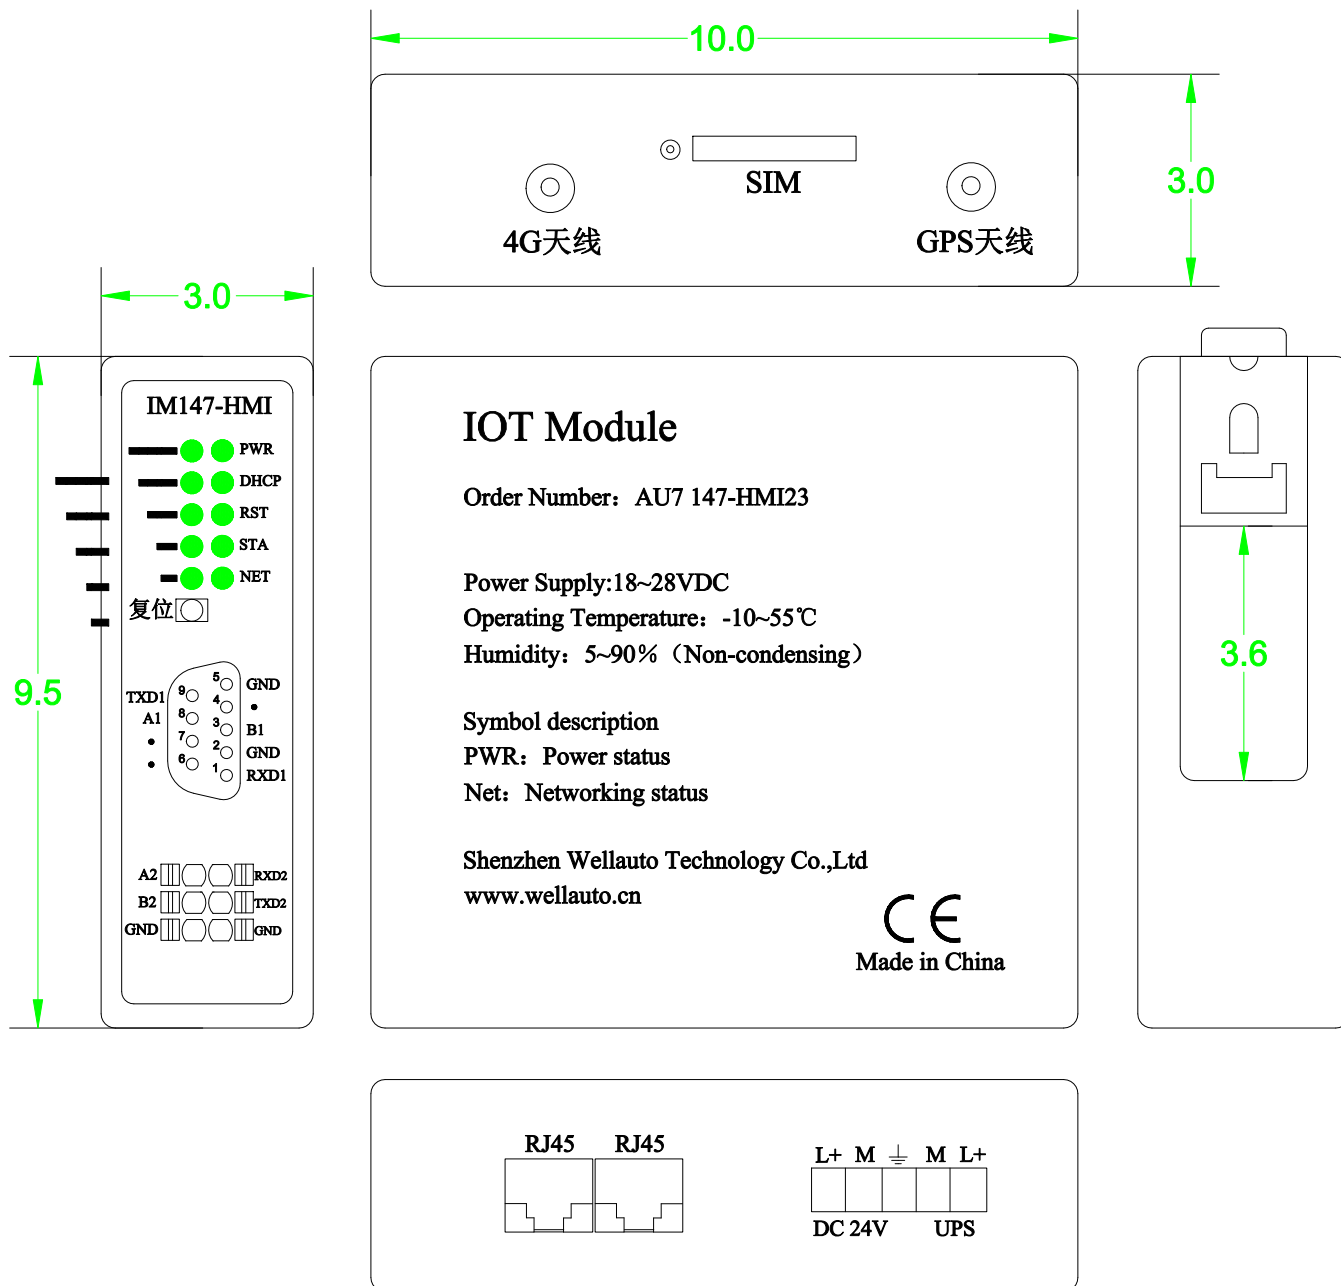 10.0
SIM
4G天线
GPS天线
3.0
3.0
IM147-HMI
PWR
DHCP
RST
STA
NET
复位
9.5
5 GND
TXD1 9
4
A1 8
3 B1
7
2 GND
6
1 RXD1
A2 RXD2
B2 TXD2
GND GND
IOT Module
Order Number：AU7 147-HMI23
Power Supply:18~28VDC
Operating Temperature：-10~55℃
Humidity：5~90%（Non-condensing）
Symbol description
PWR：Power status
Net：Networking status
Shenzhen Wellauto Technology Co.,Ltd
www.wellauto.cn
CE
Made in China
3.6
RJ45 RJ45
L+ M M L+
DC 24V UPS